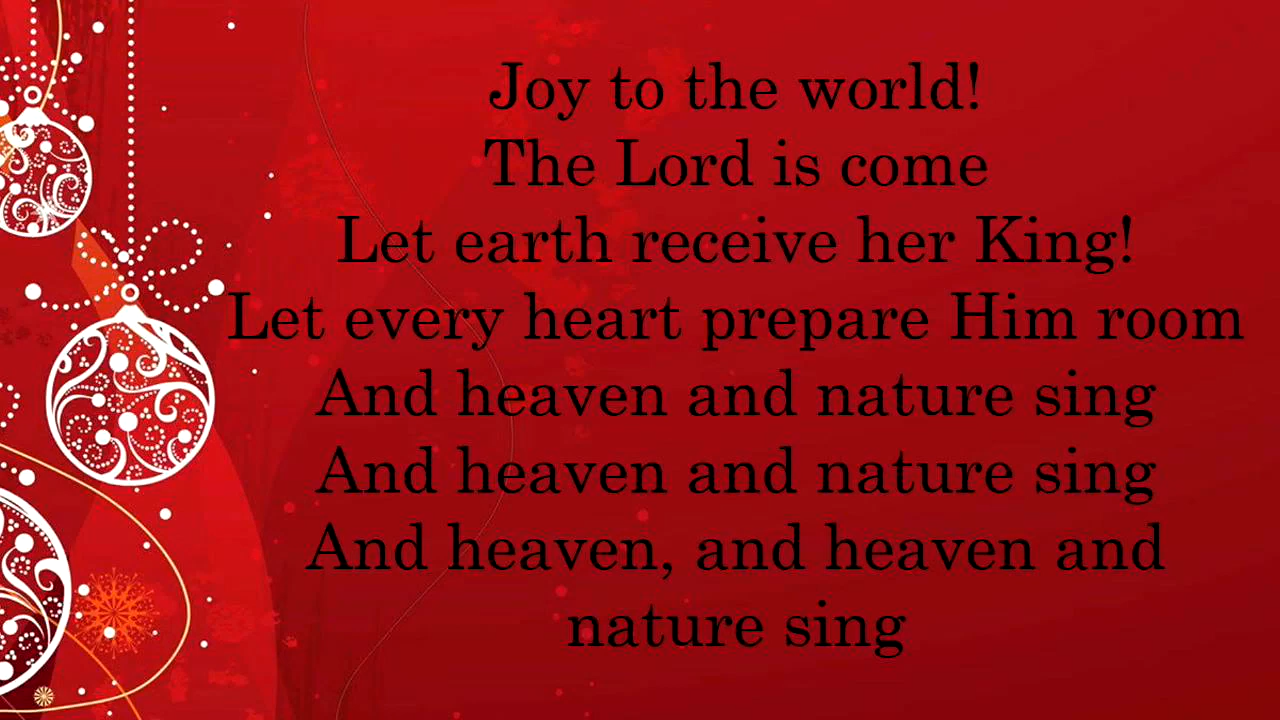 Joy to the world!
The Lord is come
Let earth receive her King!
Let every heart prepare Him room
And heaven and nature sing
And heaven and nature sing
And heaven, and heaven and
nature sing